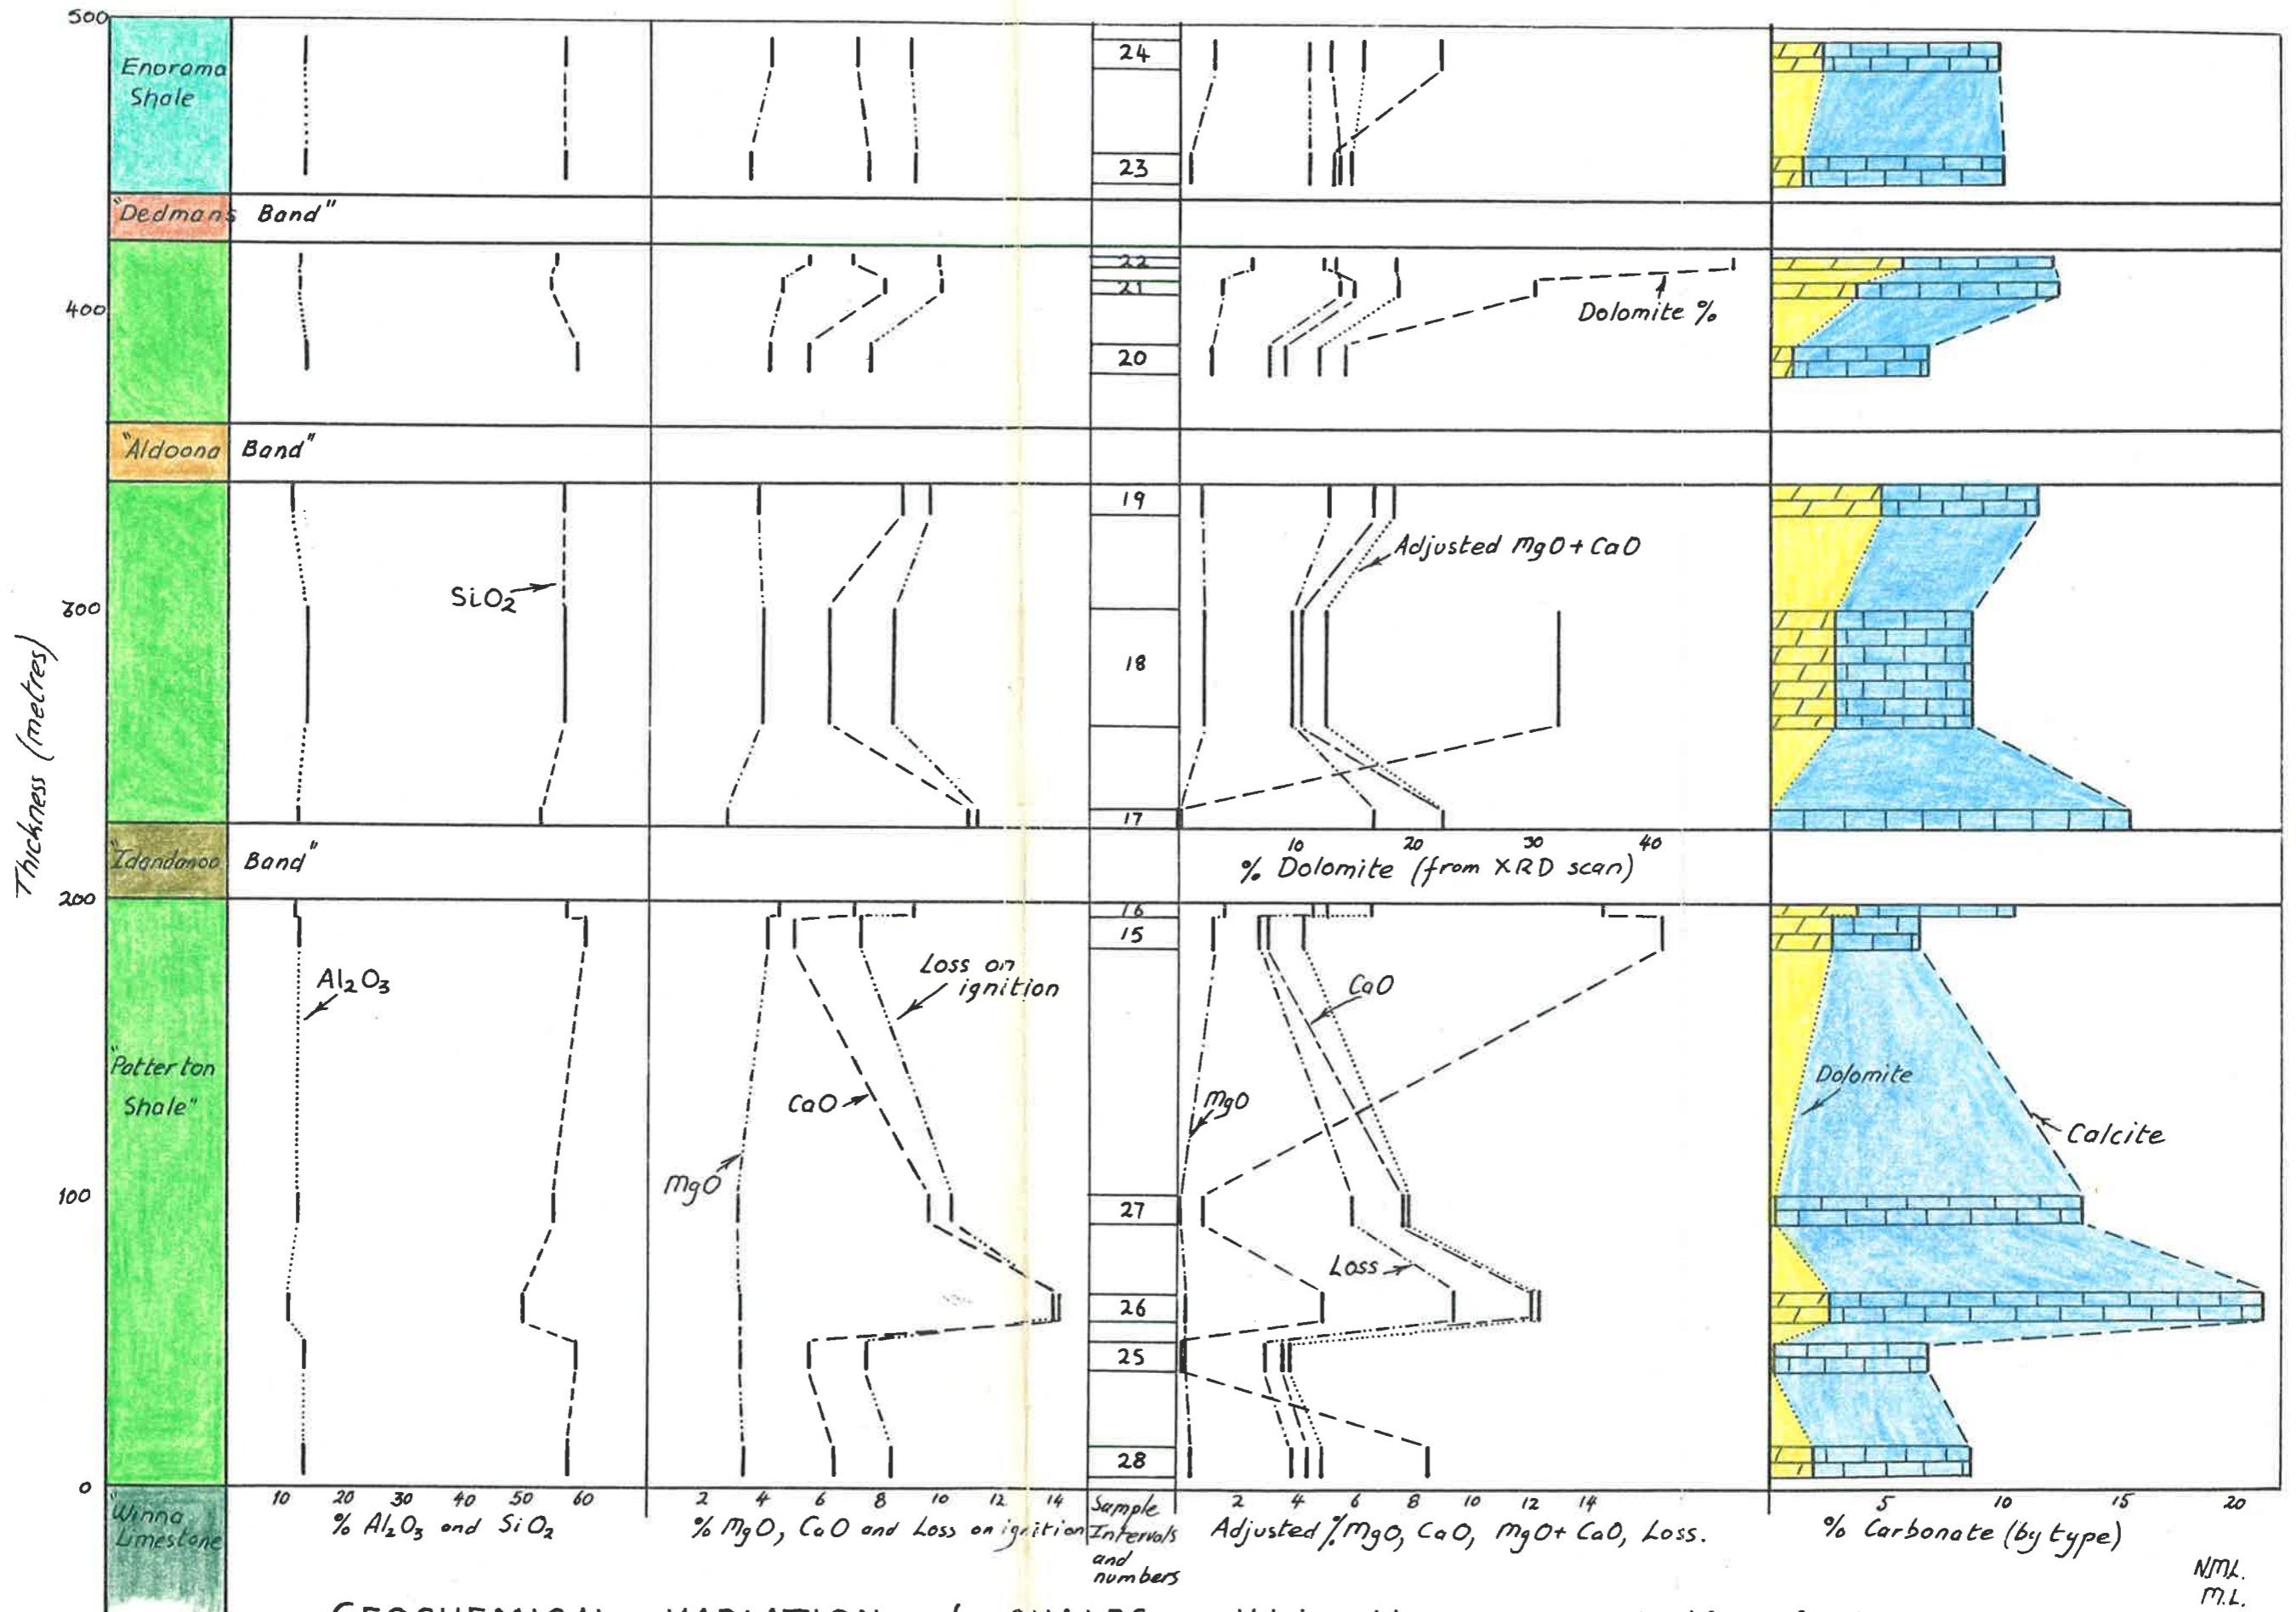 500
Enorama
Shale
24
23
"Dedmans Band"
22
21
400
20
Dolomite %
"Aldoona Band"
19
Adjusted MgO + CaO
SiO2
300
18
Thickness (metres)
17
"Idandanoo Band"
10 20 30 40
% Dolomite (from XRD scan)
200
16
15
Al2O3
Loss on
ignition
CaO
"Patterton
Shale"
CaO
MgO
MgO
Dolomite
Calcite
100
27
Loss
26
25
28
0
"Winna
Limestone
10 20 30 40 50 60
% Al2O3 and SiO2
2 4 6 8 10 12 14
% MgO, CaO and Loss on ignition
Sample
Intervals
and
numbers
2 4 6 8 10 12 14
Adjusted % MgO, CaO, MgO + CaO, Loss.
5 10 15 20
% Carbonate (by type)
N.M.L.
M.L.
GEOCHEMICAL VARIATION of SHALES